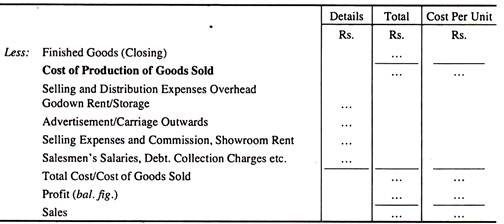 Details Total Cost Per Unit
Rs. Rs. Rs.
Less: Finished Goods (Closing) ...
Cost of Production of Goods Sold ... ...
Selling and Distribution Expenses Overhead
Godown Rent/Storage ...
Advertisement/Carriage Outwards ...
Selling Expenses and Commission, Showroom Rent ...
Salesmen's Salaries, Debt. Collection Charges etc. ...
Total Cost/Cost of Goods Sold ... ...
Profit (bal. fig.) ... ...
Sales ... ...